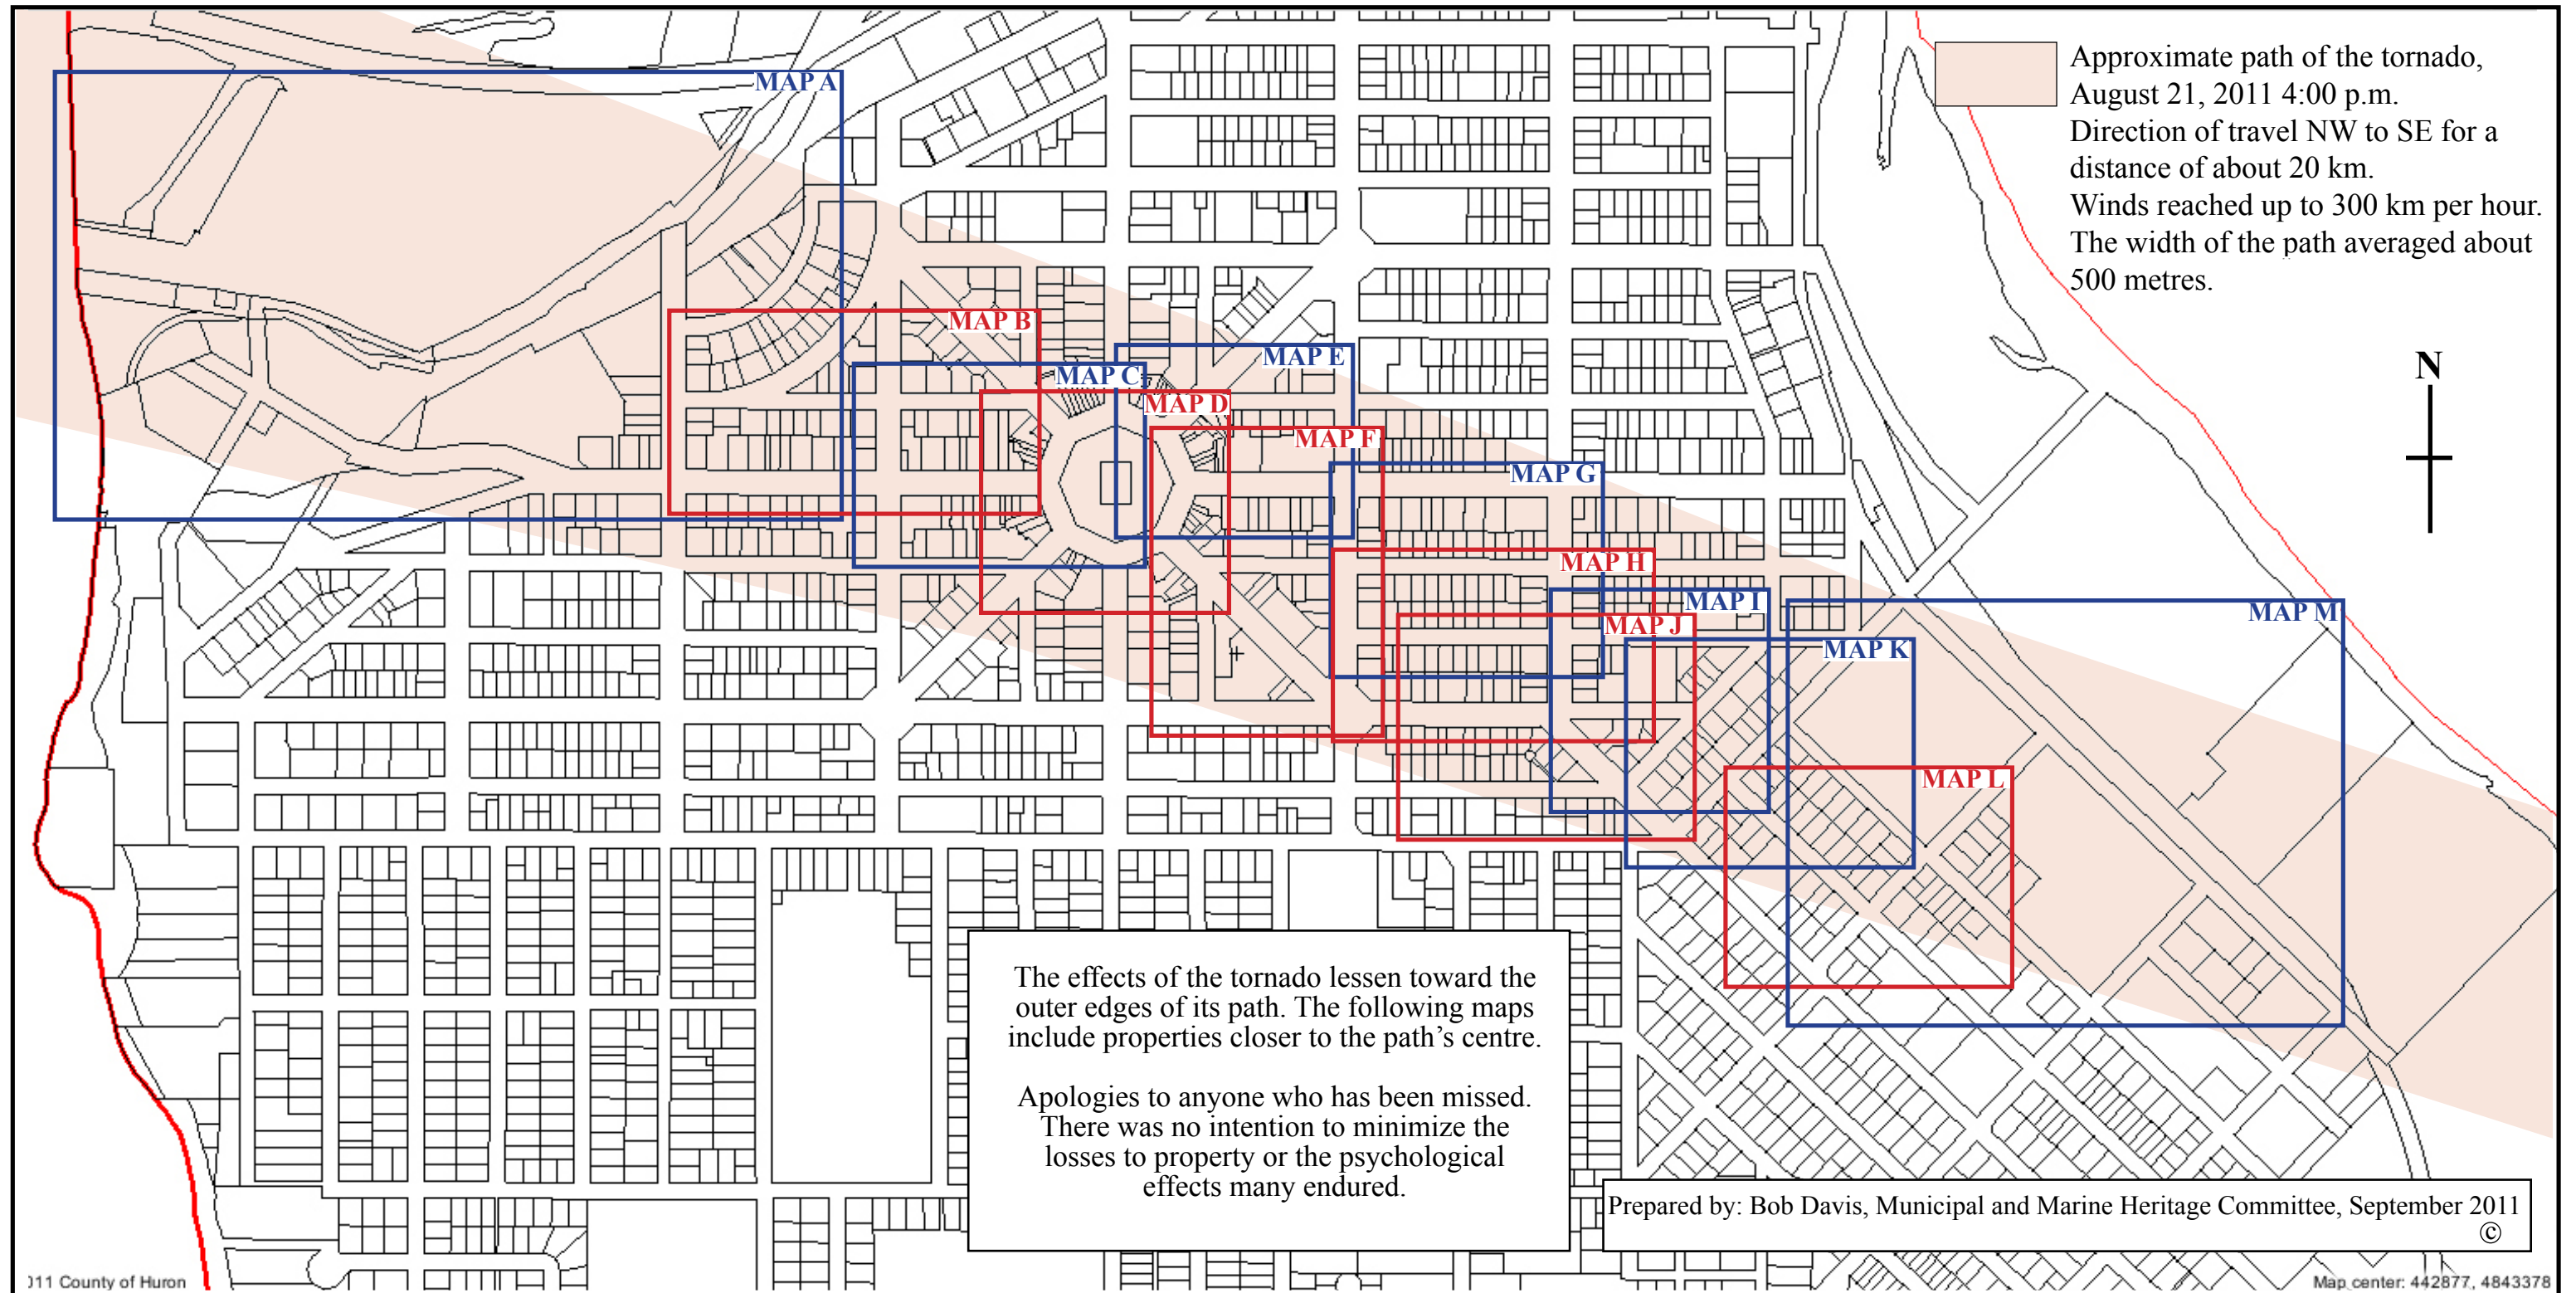 Approximate path of the tornado,
August 21, 2011 4:00 p.m.
Direction of travel NW to SE for a
distance of about 20 km.
Winds reached up to 300 km per hour.
The width of the path averaged about
500 metres.
N
MAP A
MAP B
MAP C
MAP D
MAP E
MAP F
MAP G
MAP H
MAP I
MAP J
MAP K
MAP L
MAP M
The effects of the tornado lessen toward the
outer edges of its path. The following maps
include properties closer to the path's centre.
Apologies to anyone who has been missed.
There was no intention to minimize the
losses to property or the psychological
effects many endured.
Prepared by: Bob Davis, Municipal and Marine Heritage Committee, September 2011
©
011 County of Huron
Map center: 442877, 4843378